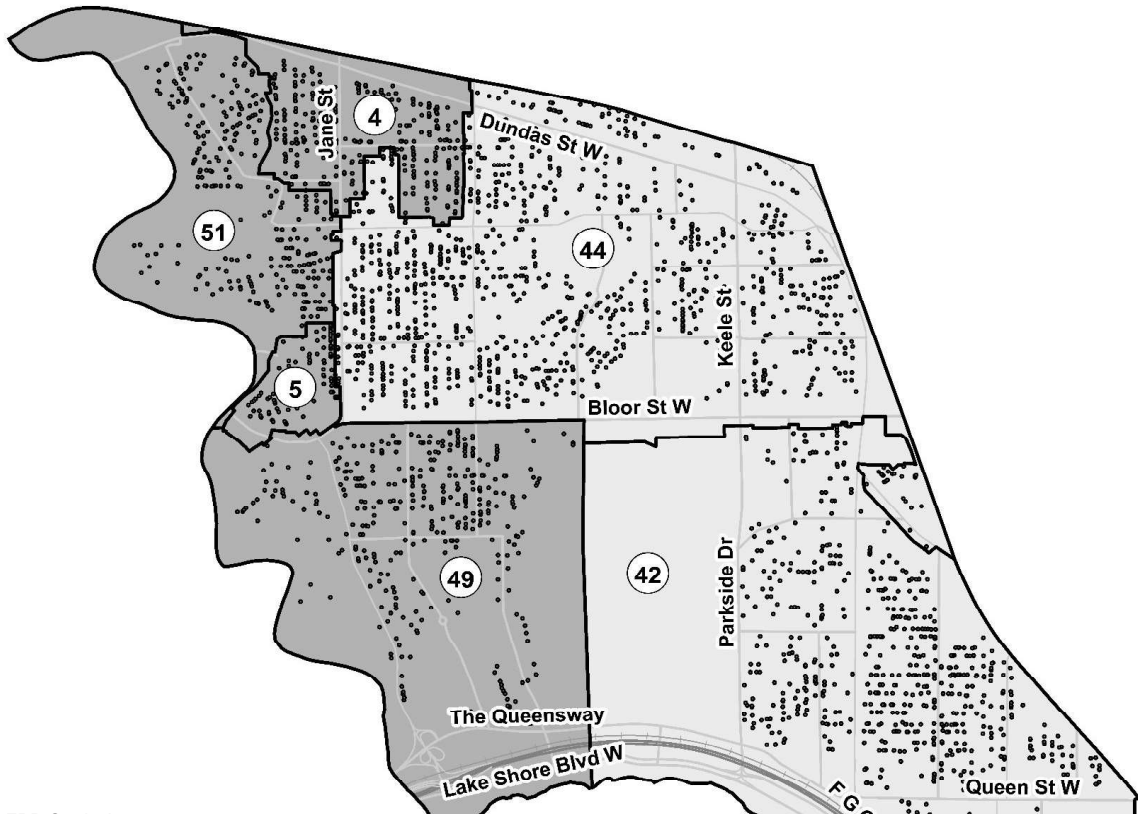 4
Jane St
Dundas St W
51
44
Keele St
5
Bloor St W
49
42
Parkside Dr
The Queensway
Lake Shore Blvd W
F G G
Queen St W